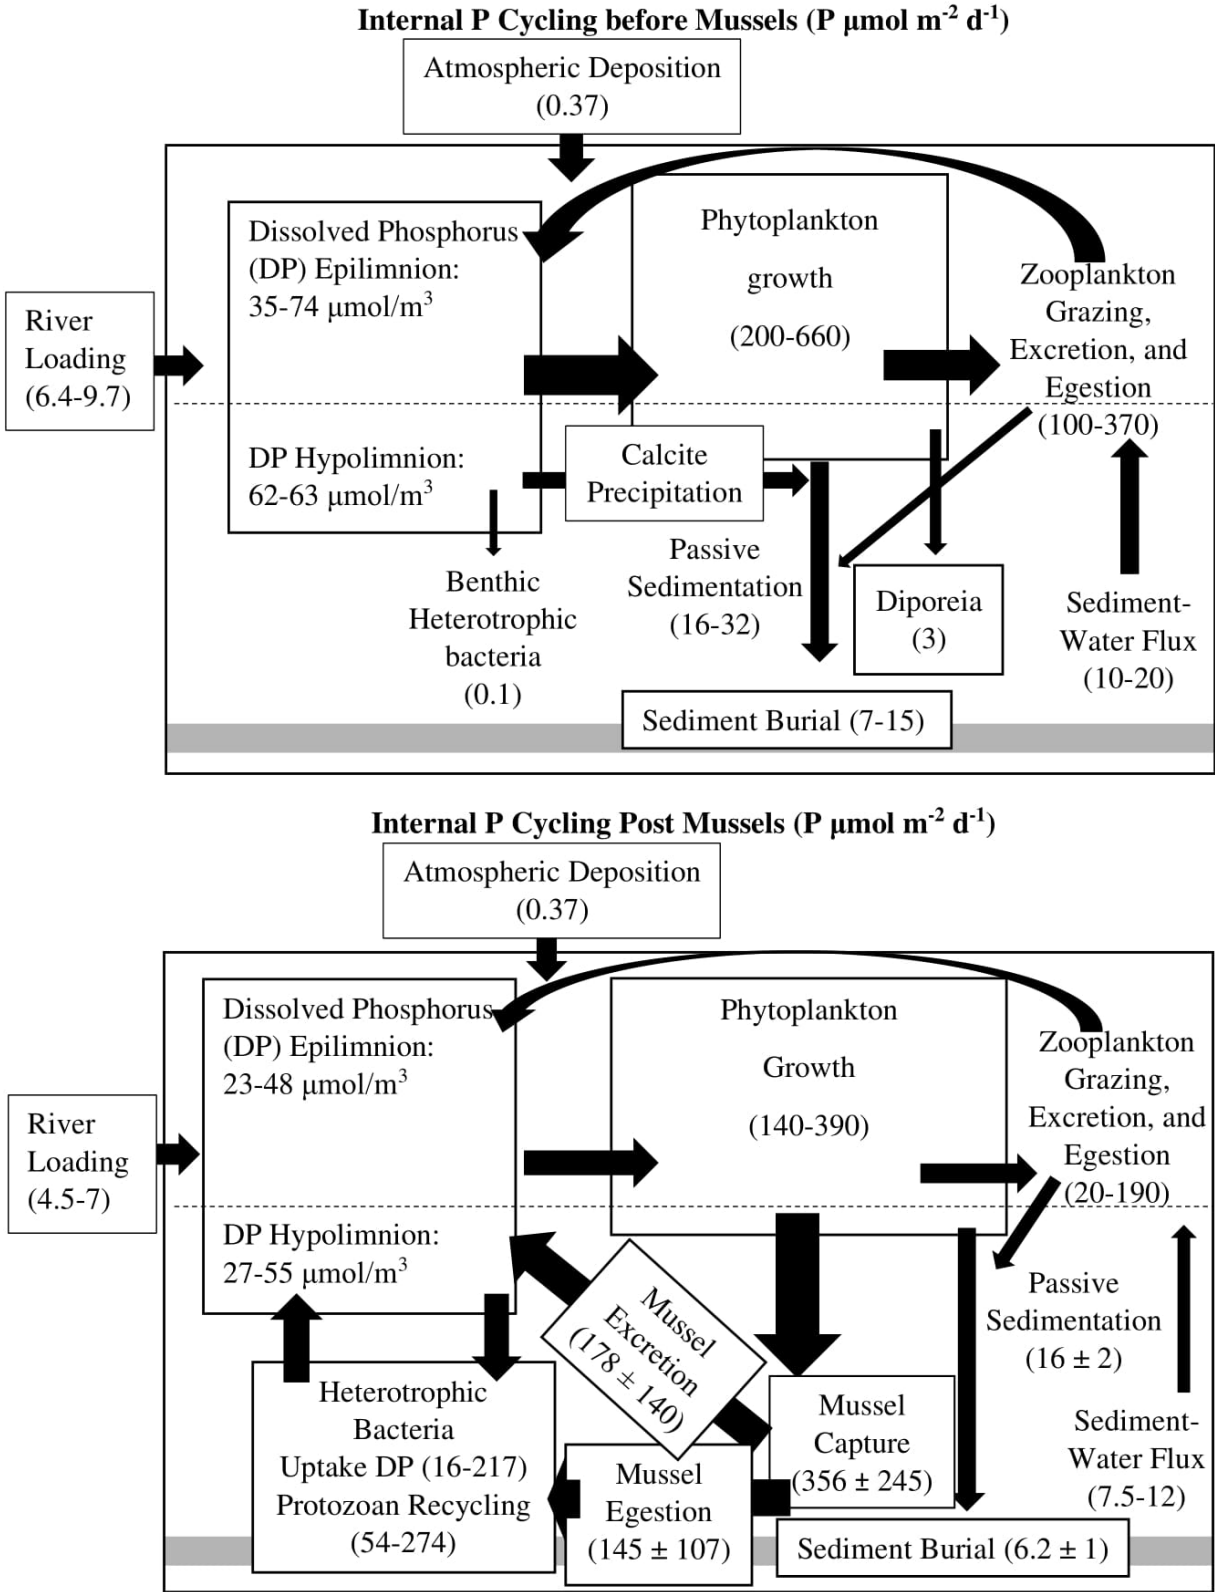 Internal P Cycling before Mussels (P µmol m⁻² d⁻¹)
Atmospheric Deposition
(0.37)
Dissolved Phosphorus
(DP) Epilimnion:
35-74 µmol/m³
Phytoplankton
growth
(200-660)
Zooplankton
Grazing,
Excretion, and
Egestion
(100-370)
River
Loading
(6.4-9.7)
DP Hypolimnion:
62-63 µmol/m³
Calcite
Precipitation
Benthic
Heterotrophic
bacteria
(0.1)
Passive
Sedimentation
(16-32)
Diporeia
(3)
Sediment-
Water Flux
(10-20)
Sediment Burial (7-15)
Internal P Cycling Post Mussels (P µmol m⁻² d⁻¹)
Atmospheric Deposition
(0.37)
Dissolved Phosphorus
(DP) Epilimnion:
23-48 µmol/m³
Phytoplankton
Growth
(140-390)
Zooplankton
Grazing,
Excretion, and
Egestion
(20-190)
River
Loading
(4.5-7)
DP Hypolimnion:
27-55 µmol/m³
Mussel
Excretion
(178 ± 140)
Passive
Sedimentation
(16 ± 2)
Heterotrophic
Bacteria
Uptake DP (16-217)
Protozoan Recycling
(54-274)
Mussel
Egestion
(145 ± 107)
Mussel
Capture
(356 ± 245)
Sediment-
Water Flux
(7.5-12)
Sediment Burial (6.2 ± 1)